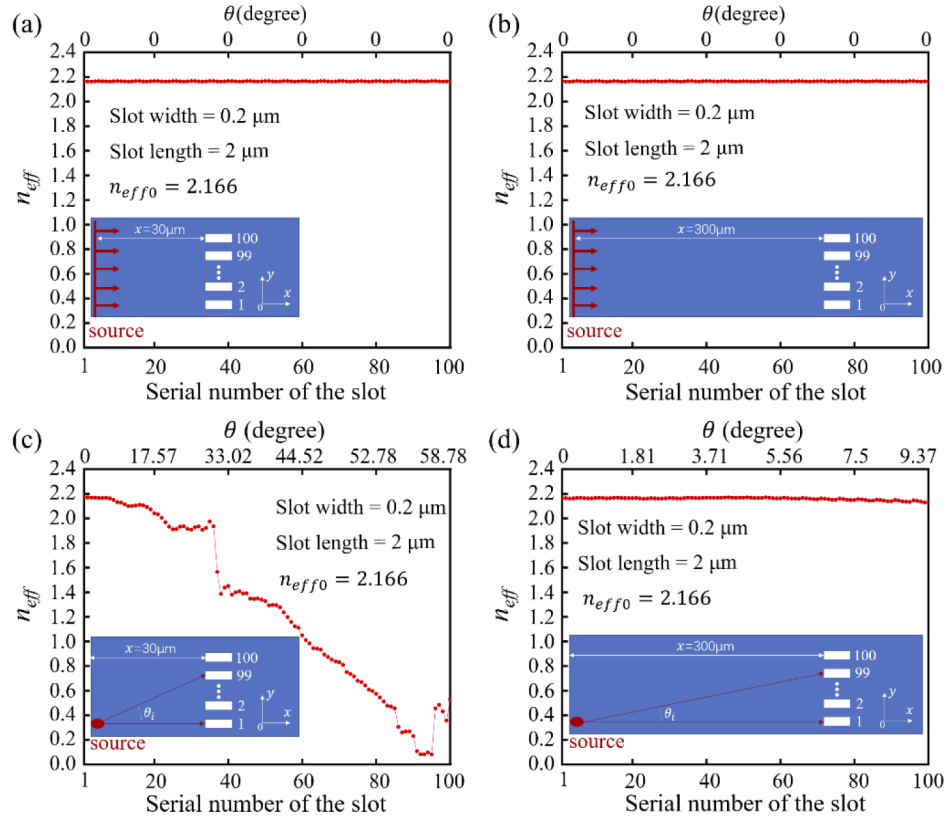 (a)
θ(degree)
0 0 0 0 0 0
2.4
2.2
2.0
1.8
1.6
1.4
1.2
1.0
0.8
0.6
0.4
0.2
0.0
n_eff
Slot width = 0.2 μm
Slot length = 2 μm
n_eff0 = 2.166
x=30μm
100
99
2
1
y
x
0
source
1 20 40 60 80 100
Serial number of the slot
(b)
θ(degree)
0 0 0 0 0 0
2.4
2.2
2.0
1.8
1.6
1.4
1.2
1.0
0.8
0.6
0.4
0.2
0.0
n_eff
Slot width = 0.2 μm
Slot length = 2 μm
n_eff0 = 2.166
x=300μm
100
99
2
1
y
x
0
source
1 20 40 60 80 100
Serial number of the slot
(c)
θ (degree)
0 17.57 33.02 44.52 52.78 58.78
2.4
2.2
2.0
1.8
1.6
1.4
1.2
1.0
0.8
0.6
0.4
0.2
0.0
n_eff
Slot width = 0.2 μm
Slot length = 2 μm
n_eff0 = 2.166
x=30μm
100
99
2
1
θ_i
y
x
0
source
1 20 40 60 80 100
Serial number of the slot
(d)
θ (degree)
0 1.81 3.71 5.56 7.5 9.37
2.4
2.2
2.0
1.8
1.6
1.4
1.2
1.0
0.8
0.6
0.4
0.2
0.0
n_eff
Slot width = 0.2 μm
Slot length = 2 μm
n_eff0 = 2.166
x=300μm
100
99
2
1
θ_i
y
x
0
source
1 20 40 60 80 100
Serial number of the slot